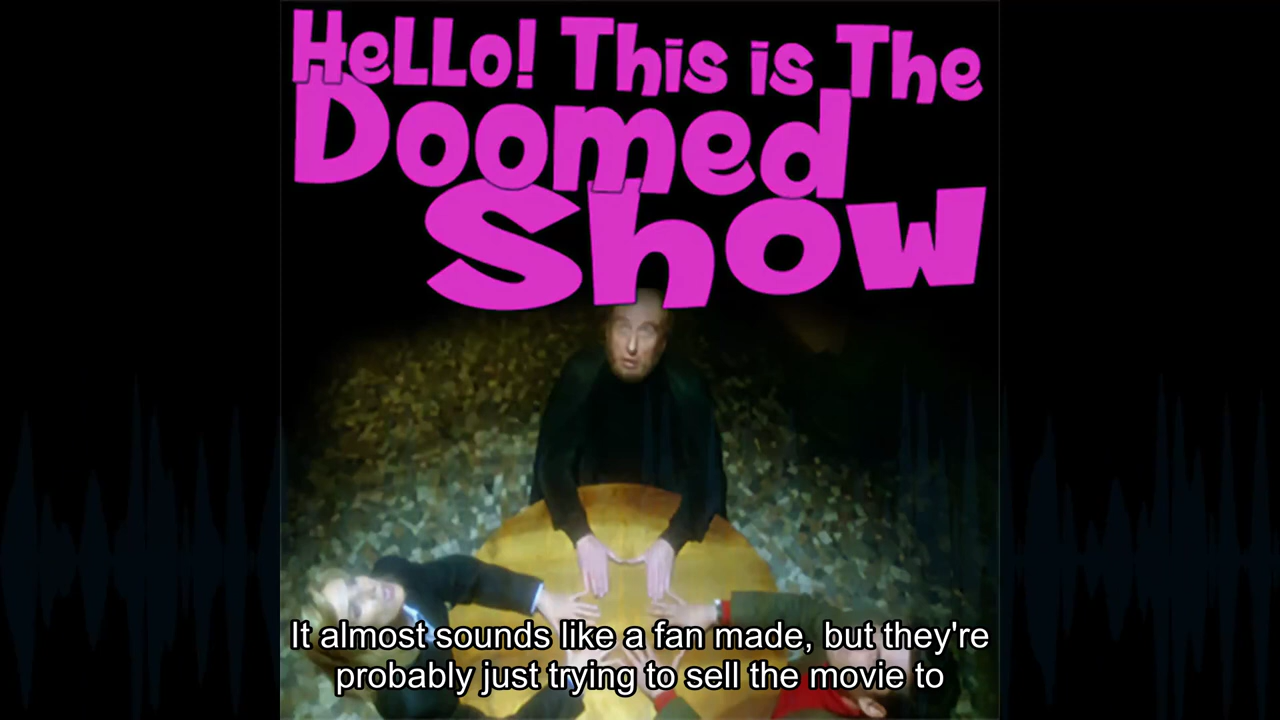 HeLLo! This is The
Doomed
Show
It almost sounds like a fan made, but they're
probably just trying to sell the movie to